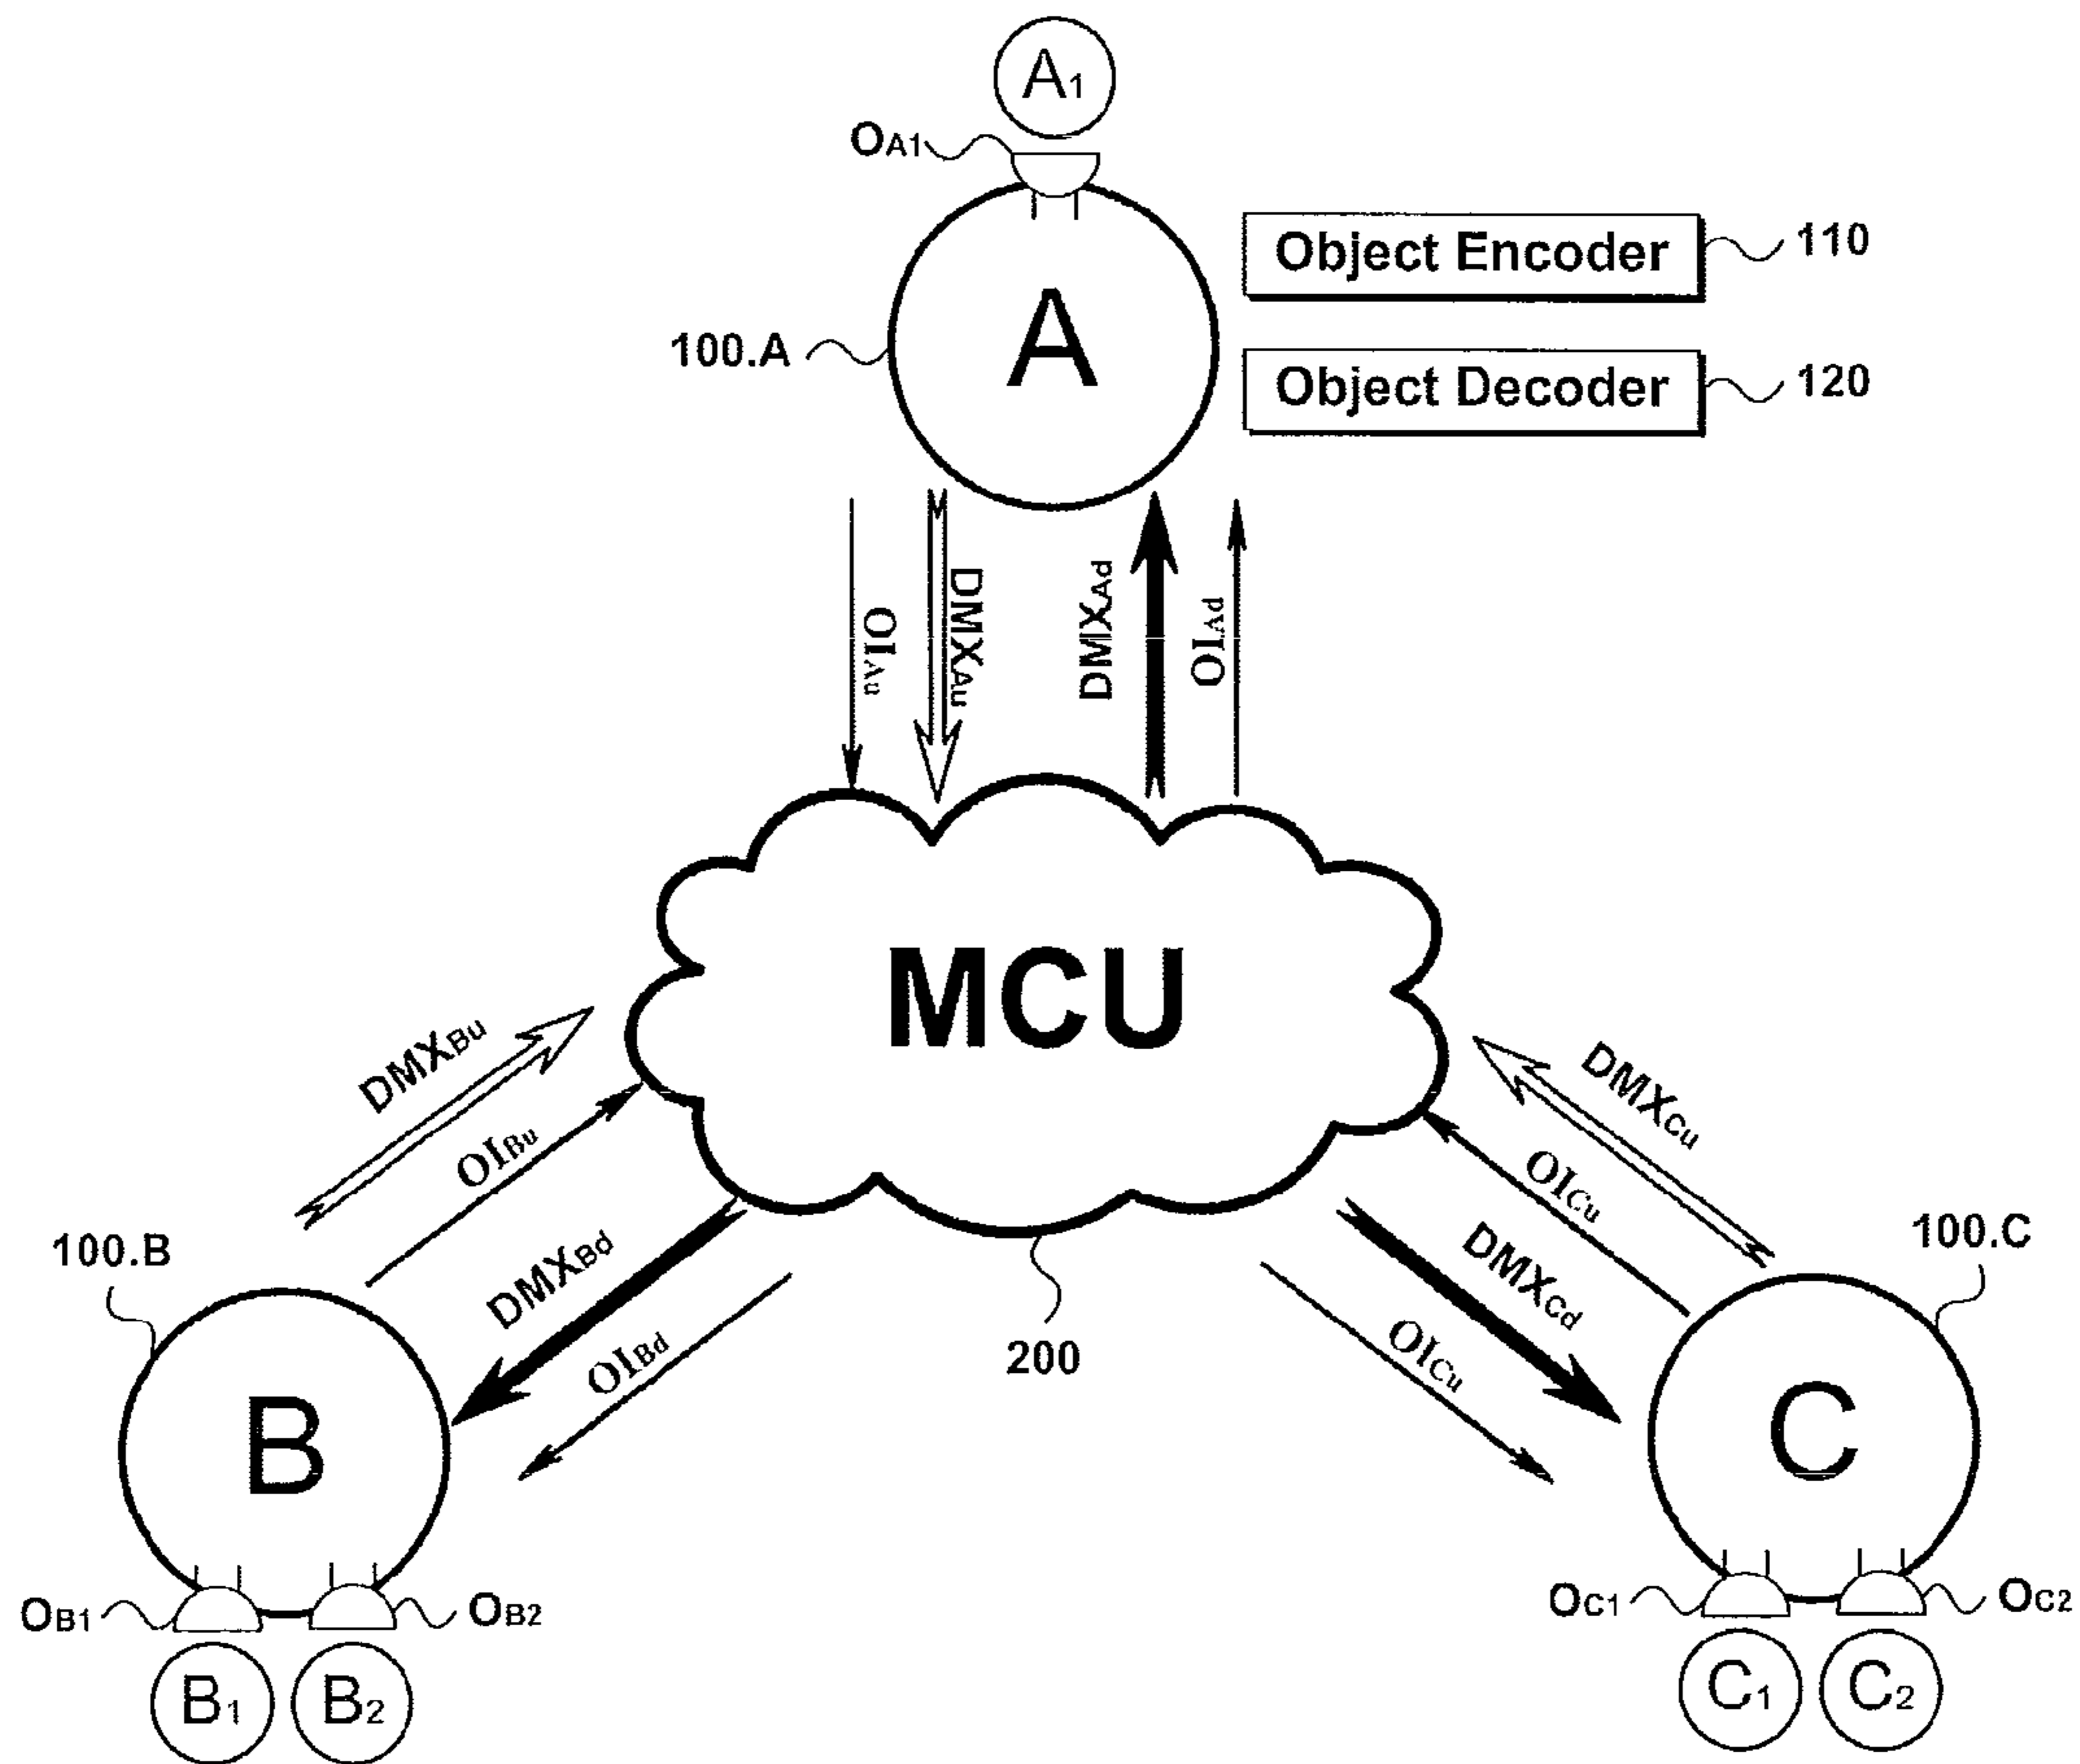 A1
OA1
Object Encoder
110
A
100.A
Object Decoder
120
OIAu
DMXAu
DMXAd
OIAd
MCU
DMXBu
OIBu
DMXCu
OICu
100.B
DMXBd
OIBd
200
DMXCd
OICu
100.C
B
C
OB1
OB2
OC1
OC2
B1
B2
C1
C2